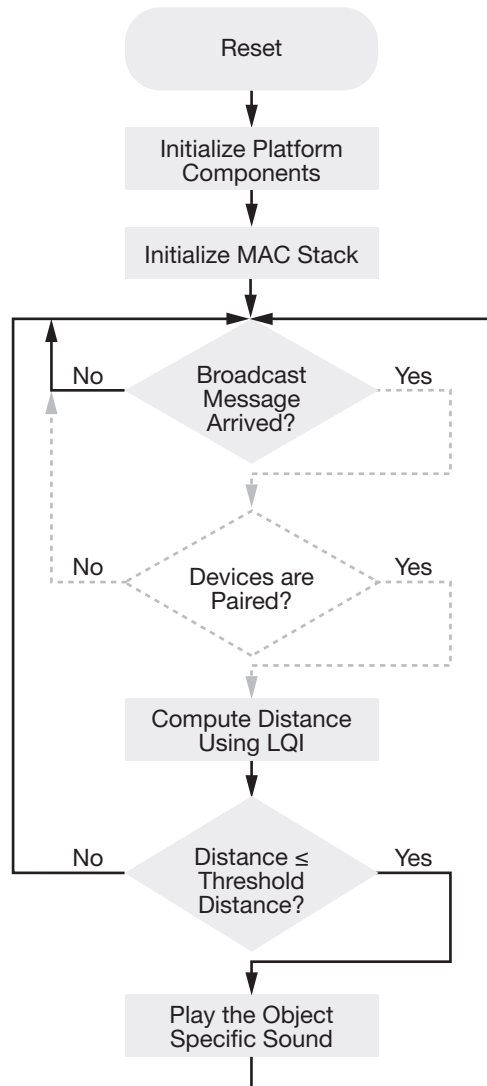 Reset
Initialize Platform
Components
Initialize MAC Stack
No
Broadcast
Message
Arrived?
Yes
No
Devices are
Paired?
Yes
Compute Distance
Using LQI
No
Distance ≤
Threshold
Distance?
Yes
Play the Object
Specific Sound